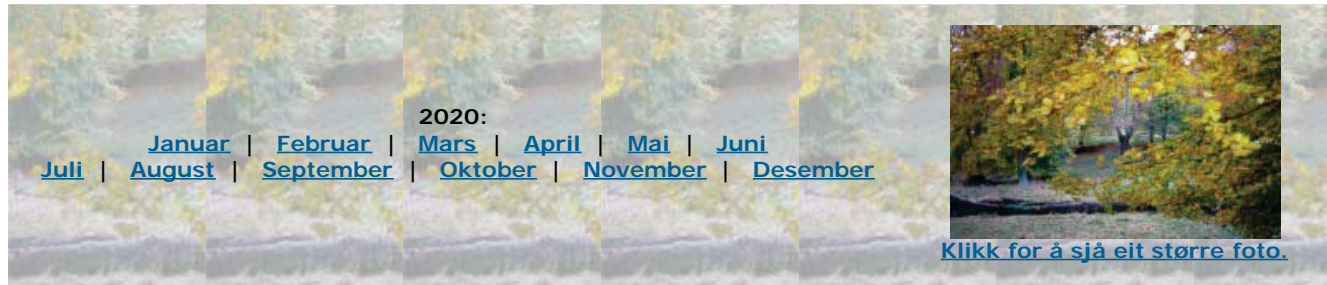 2020:
Januar | Februar | Mars | April | Mai | Juni
Juli | August | September | Oktober | November | Desember
Klikk for å sjå eit større foto.